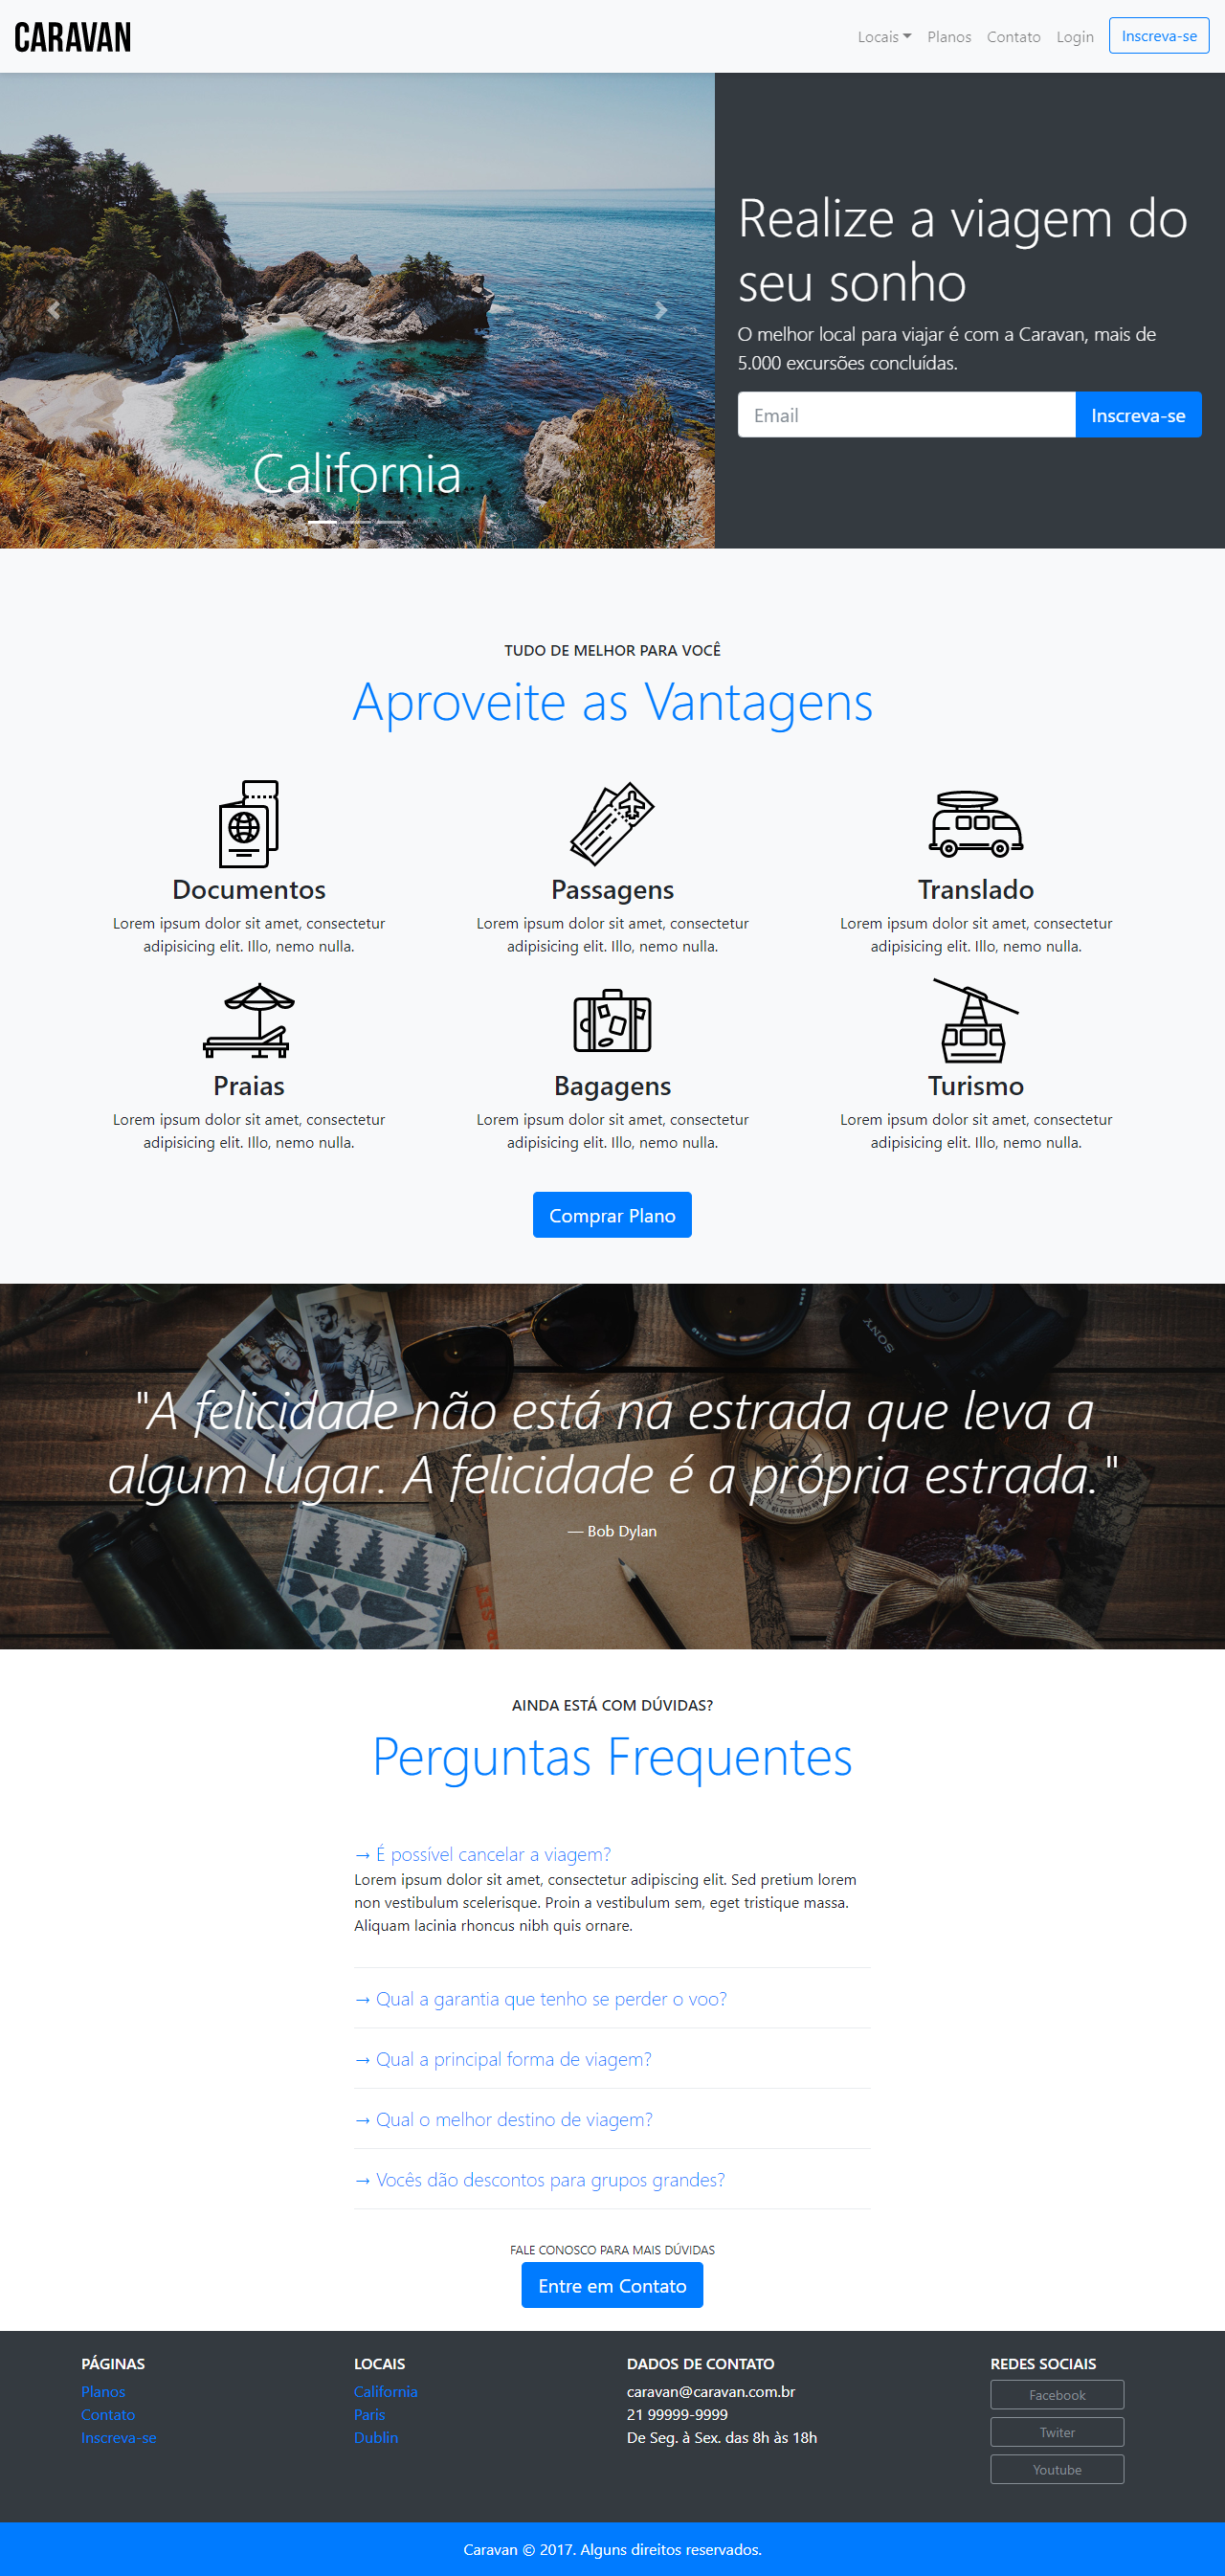 CARAVAN
Locais
Planos
Contato
Login
Inscreva-se
Realize a viagem do
seu sonho
O melhor local para viajar é com a Caravan, mais de
5.000 excursões concluídas.
Email
Inscreva-se
California
TUDO DE MELHOR PARA VOCÊ
Aproveite as Vantagens
Documentos
Lorem ipsum dolor sit amet, consectetur
adipisicing elit. Illo, nemo nulla.
Passagens
Lorem ipsum dolor sit amet, consectetur
adipisicing elit. Illo, nemo nulla.
Translado
Lorem ipsum dolor sit amet, consectetur
adipisicing elit. Illo, nemo nulla.
Praias
Lorem ipsum dolor sit amet, consectetur
adipisicing elit. Illo, nemo nulla.
Bagagens
Lorem ipsum dolor sit amet, consectetur
adipisicing elit. Illo, nemo nulla.
Turismo
Lorem ipsum dolor sit amet, consectetur
adipisicing elit. Illo, nemo nulla.
Comprar Plano
SONY
"A felicidade não está na estrada que leva a
algum lugar. A felicidade é a própria estrada."
— Bob Dylan
AINDA ESTÁ COM DÚVIDAS?
Perguntas Frequentes
→ É possível cancelar a viagem?
Lorem ipsum dolor sit amet, consectetur adipiscing elit. Sed pretium lorem
non vestibulum scelerisque. Proin a vestibulum sem, eget tristique massa.
Aliquam lacinia rhoncus nibh quis ornare.
→ Qual a garantia que tenho se perder o voo?
→ Qual a principal forma de viagem?
→ Qual o melhor destino de viagem?
→ Vocês dão descontos para grupos grandes?
FALE CONOSCO PARA MAIS DÚVIDAS
Entre em Contato
PÁGINAS
Planos
Contato
Inscreva-se
LOCAIS
California
Paris
Dublin
DADOS DE CONTATO
caravan@caravan.com.br
21 99999-9999
De Seg. à Sex. das 8h às 18h
REDES SOCIAIS
Facebook
Twiter
Youtube
Caravan © 2017. Alguns direitos reservados.